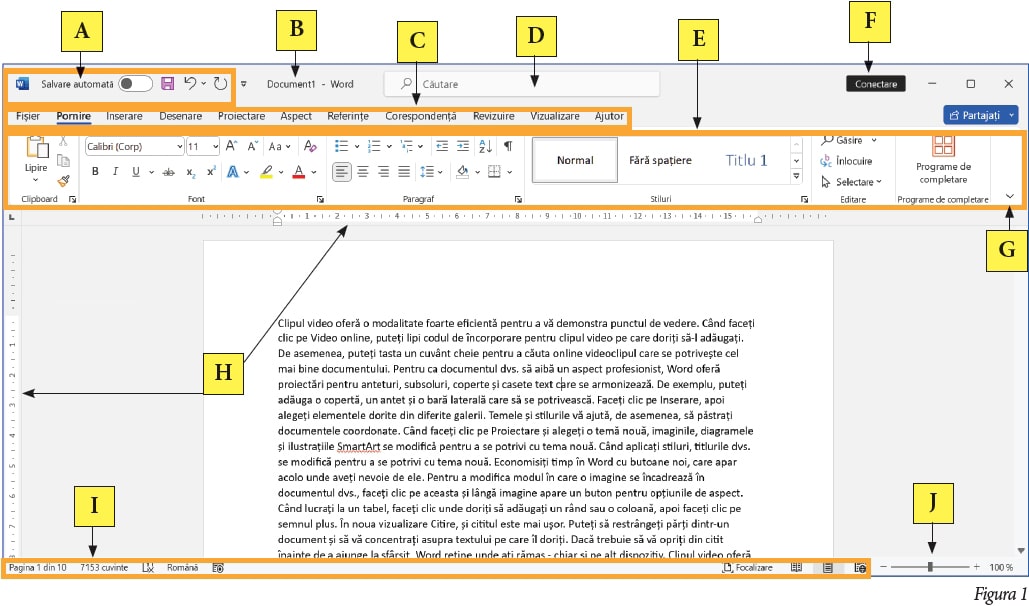 A
B
C
D
E
F
Salvare automată
Document1 - Word
Căutare
Conectare
Fișier Pornire Inserare Desenare Proiectare Aspect Referințe Corespondență Revizuire Vizualizare Ajutor
Partajați
Lipire
Calibri (Corp) 11
Normal
Fără spațiere
Titlu 1
Găsire
Înlocuire
Selectare
Programe de
completare
Clipboard
Font
Paragraf
Stiluri
Editare
Programe de completare
G
1 2 3 4 5 6 7 8 9 10 11 12 13 14 15
H
Clipul video oferă o modalitate foarte eficientă pentru a vă demonstra punctul de vedere. Când faceți
clic pe Video online, puteți lipi codul de încorporare pentru clipul video pe care doriți să-l adăugați.
De asemenea, puteți tasta un cuvânt cheie pentru a căuta online videoclipul care se potrivește cel
mai bine documentului. Pentru ca documentul dvs. să aibă un aspect profesionist, Word oferă
proiectări pentru anteturi, subsoluri, coperte și casete text care se armonizează. De exemplu, puteți
adăuga o copertă, un antet și o bară laterală care să se potrivească. Faceți clic pe Inserare, apoi
alegeți elementele dorite din diferite galerii. Temele și stilurile vă ajută, de asemenea, să păstrați
documentele coordonate. Când faceți clic pe Proiectare și alegeți o temă nouă, imaginile, diagramele
și ilustrațiile SmartArt se modifică pentru a se potrivi cu tema nouă. Când aplicați stiluri, titlurile dvs.
se modifică pentru a se potrivi cu tema nouă. Economisiți timp în Word cu butoane noi, care apar
acolo unde aveți nevoie de ele. Pentru a modifica modul în care o imagine se încadrează în
documentul dvs., faceți clic pe aceasta și lângă imagine apare un buton pentru opțiunile de aspect.
Când lucrați la un tabel, faceți clic unde doriți să adăugați un rând sau o coloană, apoi faceți clic pe
semnul plus. În noua vizualizare Citire, și cititul este mai ușor. Puteți să restrângeți părți dintr-un
document și să vă concentrați asupra textului pe care îl doriți. Dacă trebuie să vă opriți din citit
înainte de a ajunge la sfârșit, Word reține unde ați rămas - chiar și pe alt dispozitiv. Clipul video oferă
I
J
Pagina 1 din 10 7153 cuvinte Română Focalizare 100 %
Figura 1